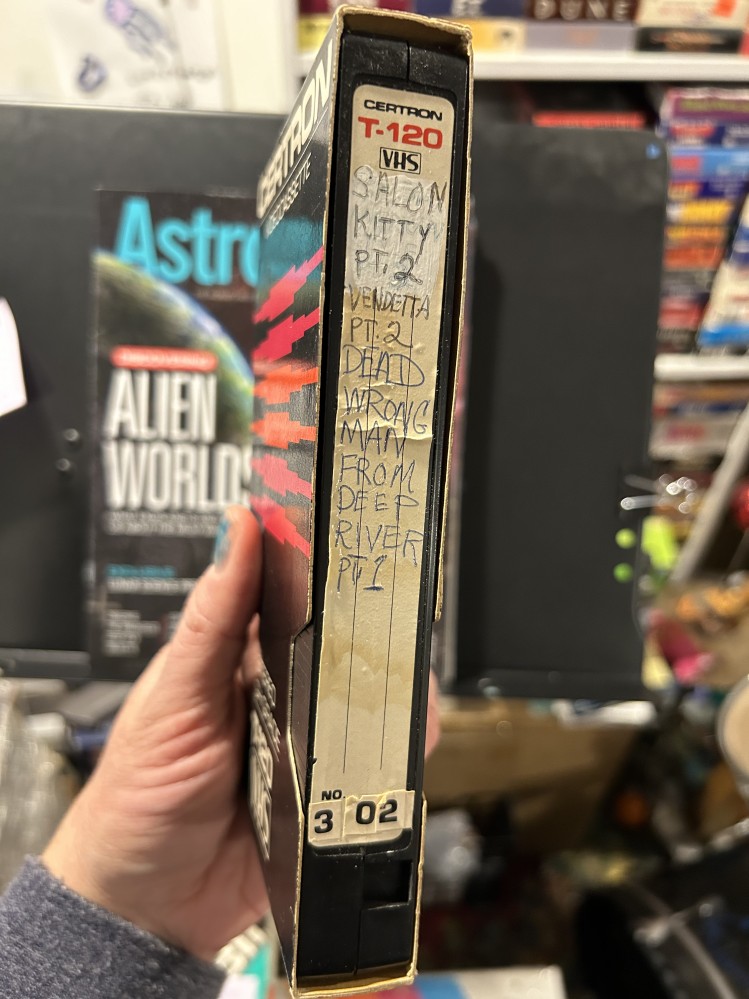 DUNE
CERTRON
T-120
VHS
SALON
KITTY
PT. 2
VENDETTA
PT. 2
DEAD
WRONG
MAN
FROM
DEEP
RIVER
PT 1
NO
3 02
CERTRON
Astro
ALIEN
WORLDS